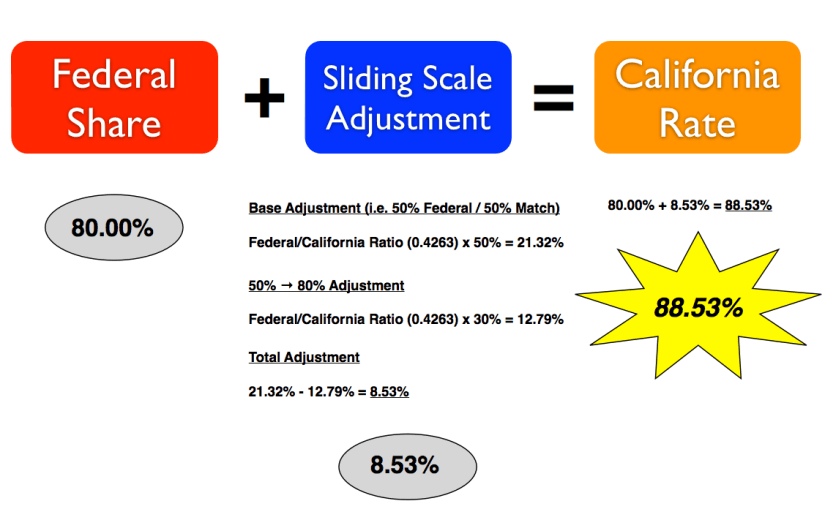 Federal
Share
+
Sliding Scale
Adjustment
=
California
Rate
80.00%
Base Adjustment (i.e. 50% Federal / 50% Match)
Federal/California Ratio (0.4263) x 50% = 21.32%
50% → 80% Adjustment
Federal/California Ratio (0.4263) x 30% = 12.79%
Total Adjustment
21.32% - 12.79% = 8.53%
8.53%
80.00% + 8.53% = 88.53%
88.53%